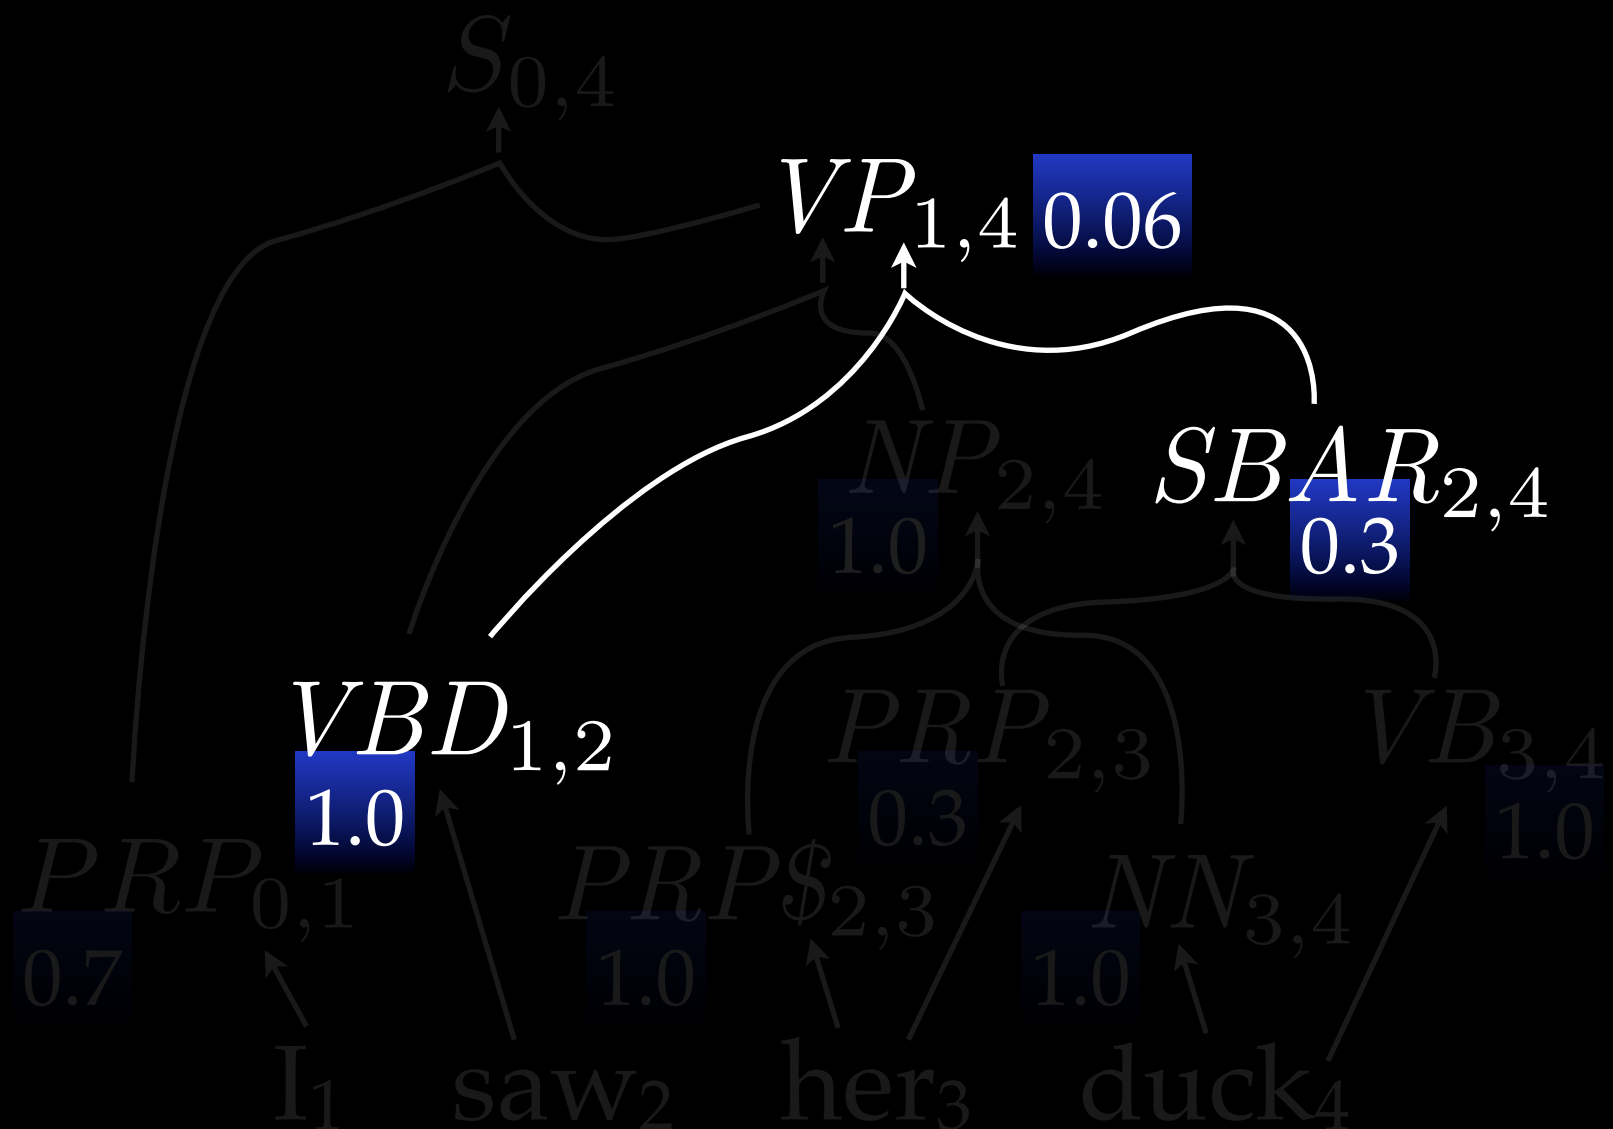 S0,4
VP1,4 0.06
NP2,4 SBAR2,4
1.0 0.3
VBD1,2 PRP2,3 VB3,4
1.0 0.3 1.0
PRP0,1 PRP$2,3 NN3,4
0.7 1.0 1.0
I1 saw2 her3 duck4